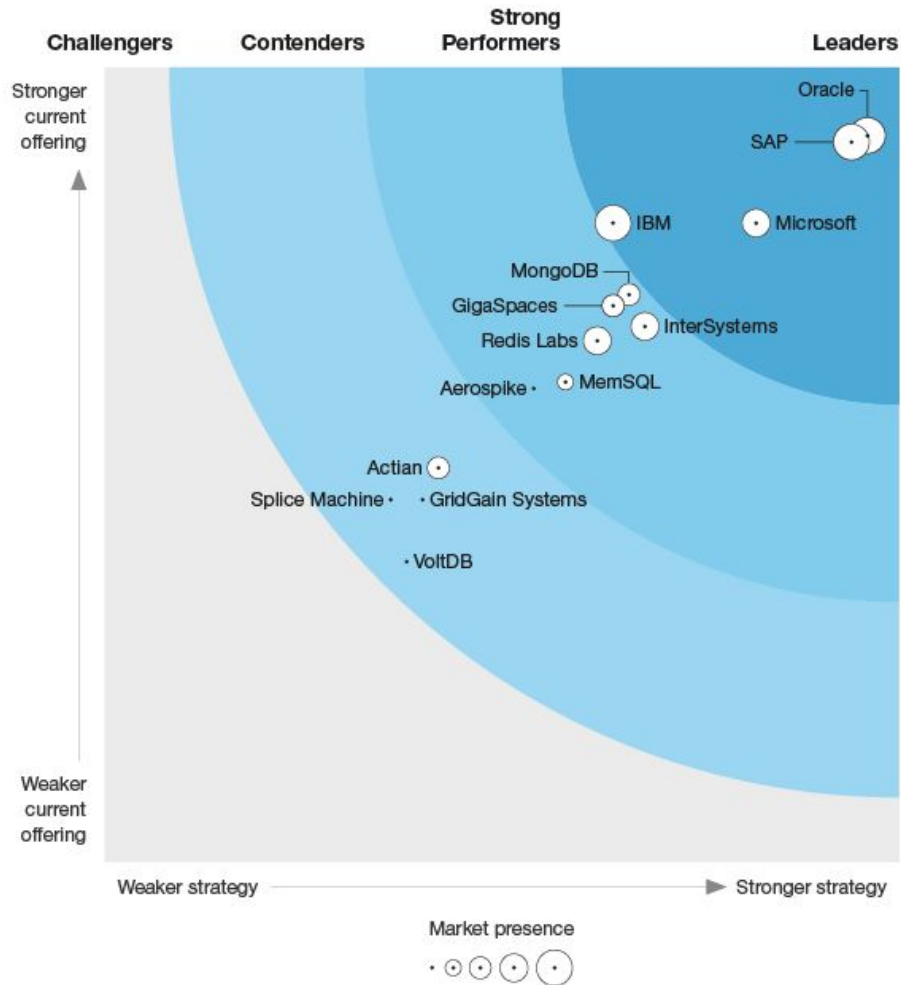 Challengers
Contenders
Strong
Performers
Leaders
Stronger
current
offering
Oracle
SAP
IBM
Microsoft
MongoDB
GigaSpaces
InterSystems
Redis Labs
MemSQL
Aerospike
Actian
Splice Machine
GridGain Systems
VoltDB
Weaker
current
offering
Weaker strategy
Stronger strategy
Market presence